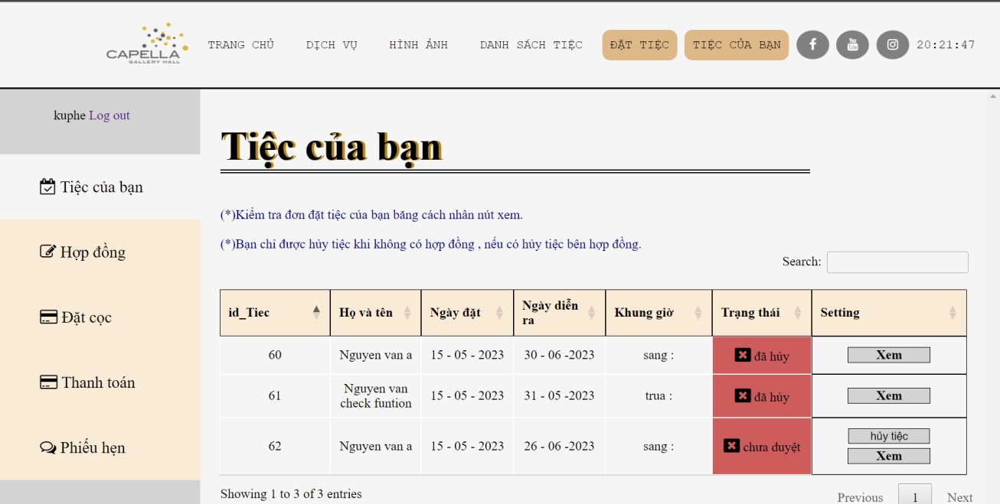 CAPELLA
GALLERY HALL
TRANG CHỦ DỊCH VỤ HÌNH ẢNH DANH SÁCH TIỆC ĐẶT TIỆC TIỆC CỦA BẠN f You Tube 20:21:47
kuphe Log out
Tiệc của bạn
Tiệc của bạn
Hợp đồng
Đặt cọc
Thanh toán
Phiếu hẹn
(*)Kiểm tra đơn đặt tiệc của bạn băng cách nhân nút xem.
(*)Bạn chỉ được hủy tiệc khi không có hợp đồng , nếu có hủy tiệc bên hợp đồng.
Search:
id_Tiec Họ và tên Ngày đặt Ngày diễn ra Khung giờ Trạng thái Setting
60 Nguyen van a 15 - 05 - 2023 30 - 06 -2023 sang : đã hủy Xem
61 Nguyen van check funtion 15 - 05 - 2023 31 - 05 -2023 trua : đã hủy Xem
62 Nguyen van a 15 - 05 - 2023 26 - 06 -2023 sang : chưa duyệt hủy tiệc
Xem
Showing 1 to 3 of 3 entries
Previous 1 Next